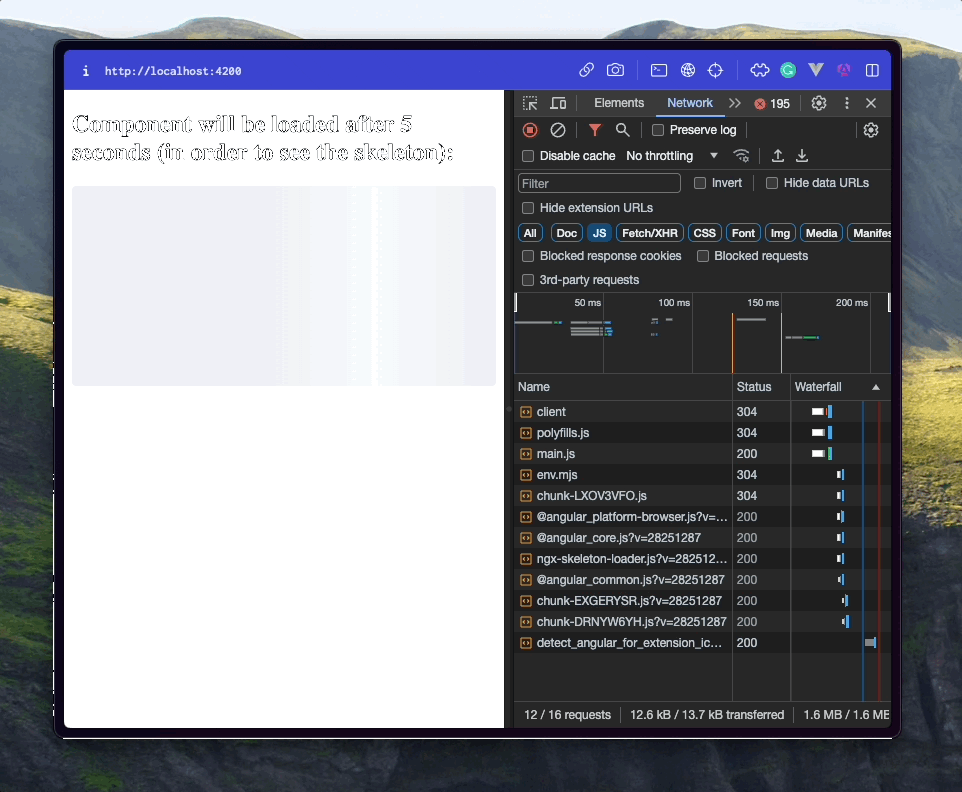 i http://localhost:4200
Component will be loaded after 5
seconds (in order to see the skeleton):
Elements Network 195
Preserve log
Disable cache No throttling
Filter Invert Hide data URLs
Hide extension URLs
All Doc JS Fetch/XHR CSS Font Img Media Manifes
Blocked response cookies Blocked requests
3rd-party requests
50 ms 100 ms 150 ms 200 ms
Name Status Waterfall
client 304
polyfills.js 304
main.js 200
env.mjs 304
chunk-LXOV3VFO.js 304
@angular_platform-browser.js?v=... 200
@angular_core.js?v=28251287 200
ngx-skeleton-loader.js?v=282512... 200
@angular_common.js?v=28251287 200
chunk-EXGERYSR.js?v=28251287 200
chunk-DRNYW6YH.js?v=28251287 200
detect_angular_for_extension_ic... 200
12 / 16 requests 12.6 kB / 13.7 kB transferred 1.6 MB / 1.6 ME